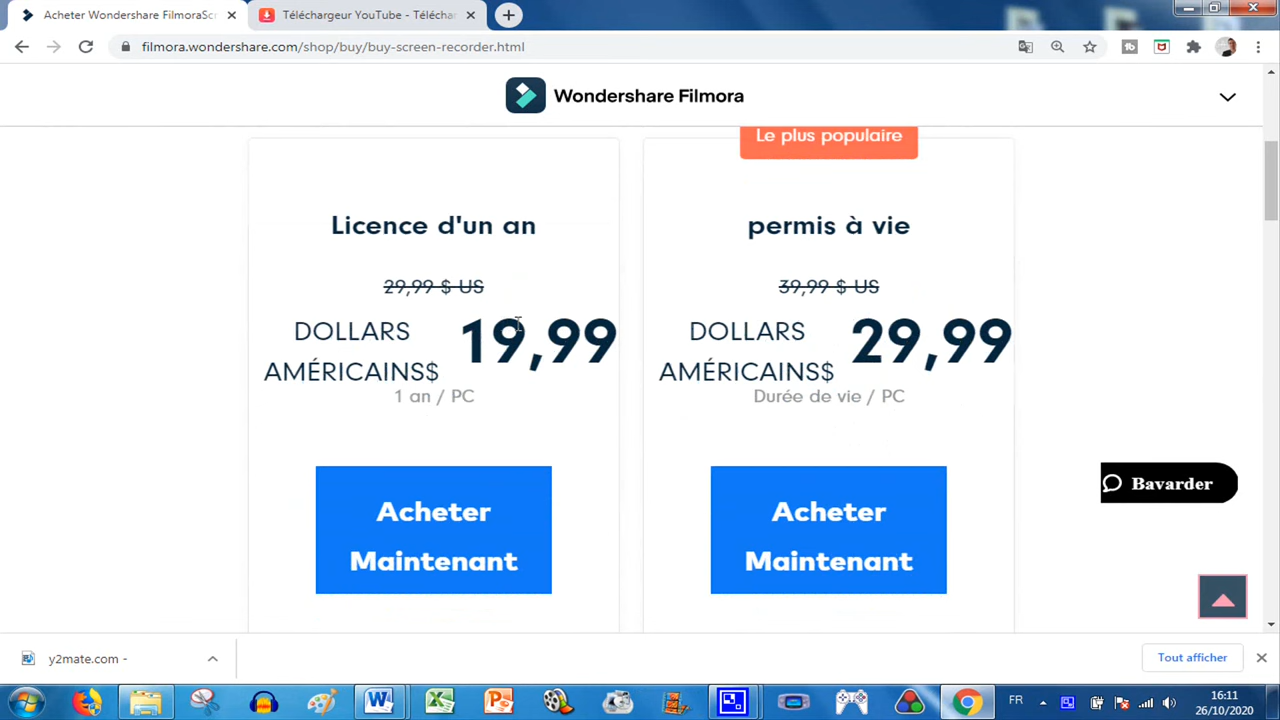 Acheter Wondershare FilmoraScr
Téléchargeur YouTube - Téléchar
filmora.wondershare.com/shop/buy/buy-screen-recorder.html
Wondershare Filmora
Le plus populaire
Licence d'un an
29,99 $ US
DOLLARS AMÉRICAINS$ 19,99
1 an / PC
Acheter
Maintenant
permis à vie
39,99 $ US
DOLLARS AMÉRICAINS$ 29,99
Durée de vie / PC
Acheter
Maintenant
Bavarder
y2mate.com -
Tout afficher
FR
16:11
26/10/2020